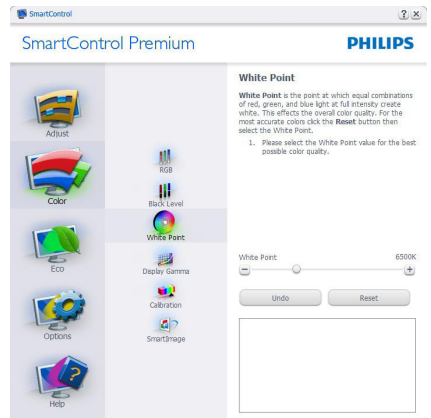 SmartControl
SmartControl Premium
PHILIPS
Adjust
Color
Eco
Options
Help
RGB
Black Level
White Point
Display Gamma
Calibration
SmartImage
White Point
White Point is the point at which equal combinations
of red, green, and blue light at full intensity create
white. The effects the overall color quality. For the
most accurate colors click the Reset button then
select the White Point.
1. Please select the White Point value for the best
possible color quality.
White Point 6500K
Undo
Reset